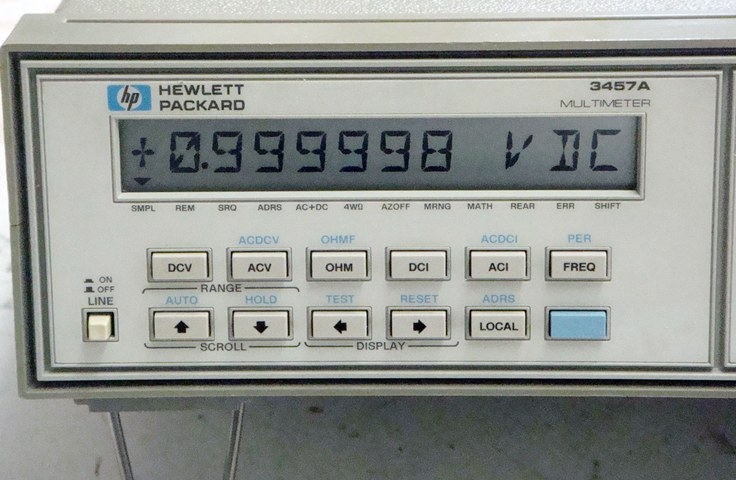 hp HEWLETT PACKARD
3457A
MULTIMETER
+0.999998 V DC
SMPL REM SRQ ADRS AC+DC 4WΩ AZOFF MRNG MATH REAR ERR SHIFT
ACDCV OHMF ACDCI PER
DCV ACV OHM DCI ACI FREQ
ON
OFF
LINE
RANGE
AUTO HOLD TEST RESET ADRS
LOCAL
SCROLL DISPLAY